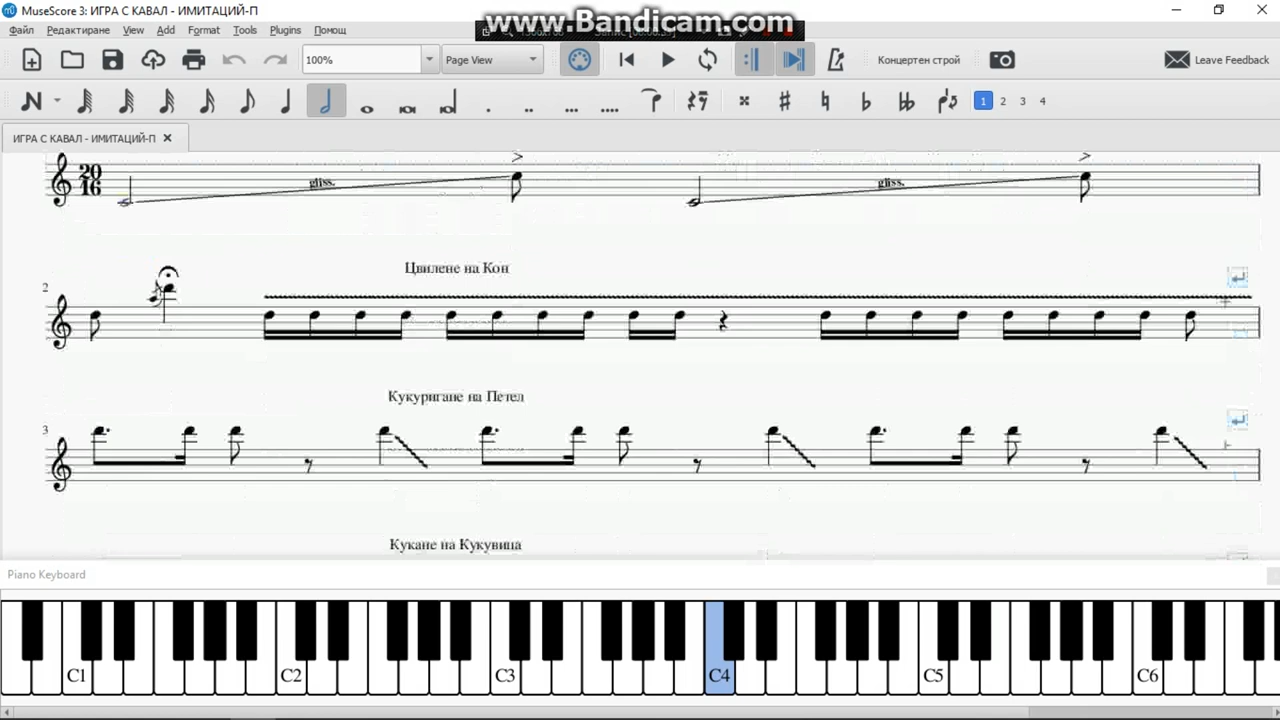 MuseScore 3: ИГРА С КАВАЛ - ИМИТАЦИЙ-П
www.Bandicam.com
Файл Редактиране View Add Format Tools Plugins Помощ
100% Page View Концертен строй Leave Feedback
1 2 3 4
ИГРА С КАВАЛ - ИМИТАЦИЙ-П
20
16
gliss. gliss.
Цвилене на Кон
2
Кукуригане на Петел
3
Кукане на Кукувица
Piano Keyboard
C1 C2 C3 C4 C5 C6